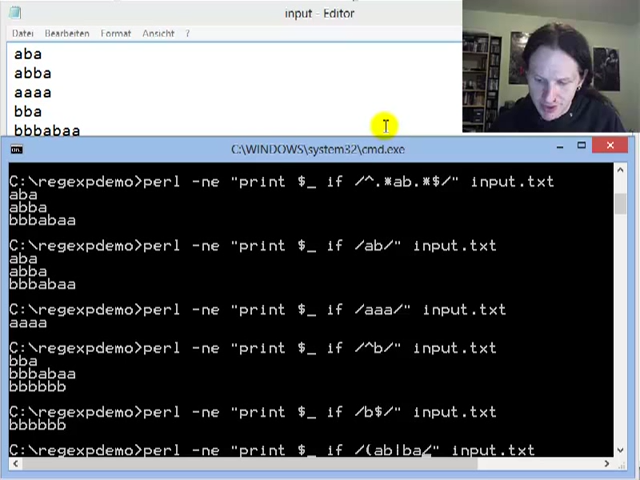 input - Editor
Datei Bearbeiten Format Ansicht ?
aba
abba
aaaa
bba
bbbabaa
C:\WINDOWS\system32\cmd.exe
C:\regexpdemo>perl -ne "print $_ if /^.*ab.*$/" input.txt
aba
abba
bbbabaa
C:\regexpdemo>perl -ne "print $_ if /ab/" input.txt
aba
abba
bbbabaa
C:\regexpdemo>perl -ne "print $_ if /aaa/" input.txt
aaaa
C:\regexpdemo>perl -ne "print $_ if /^b/" input.txt
bba
bbbabaa
bbbbbb
C:\regexpdemo>perl -ne "print $_ if /b$/" input.txt
bbbbbb
C:\regexpdemo>perl -ne "print $_ if /(ab|ba/" input.txt